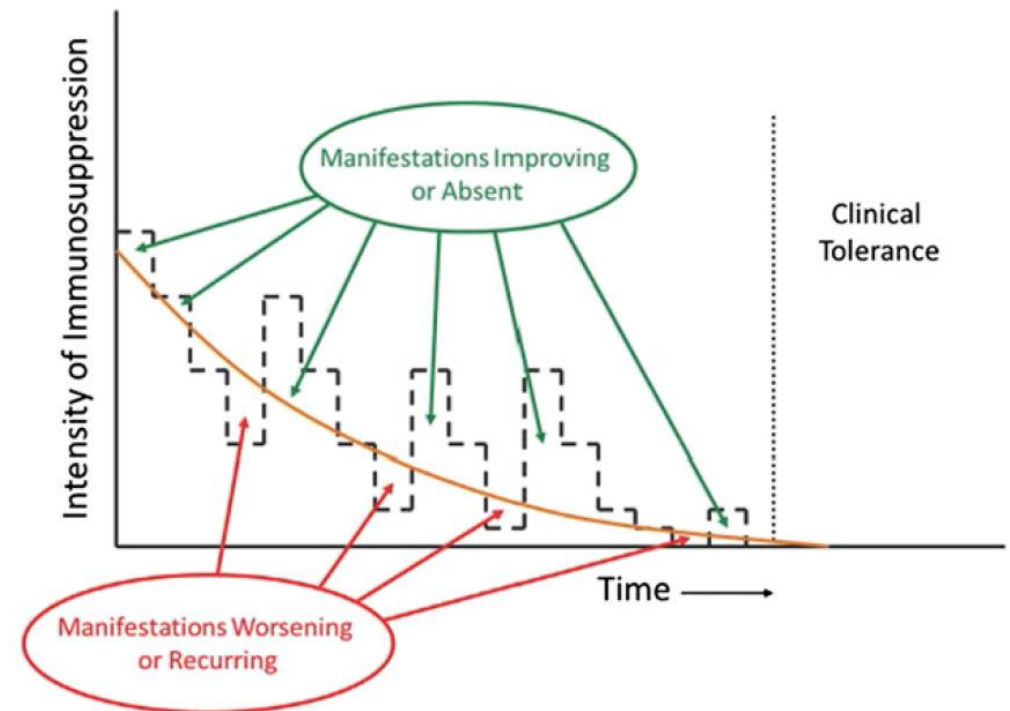 Intensity of Immunosuppression
Manifestations Improving
or Absent
Clinical
Tolerance
Time
Manifestations Worsening
or Recurring